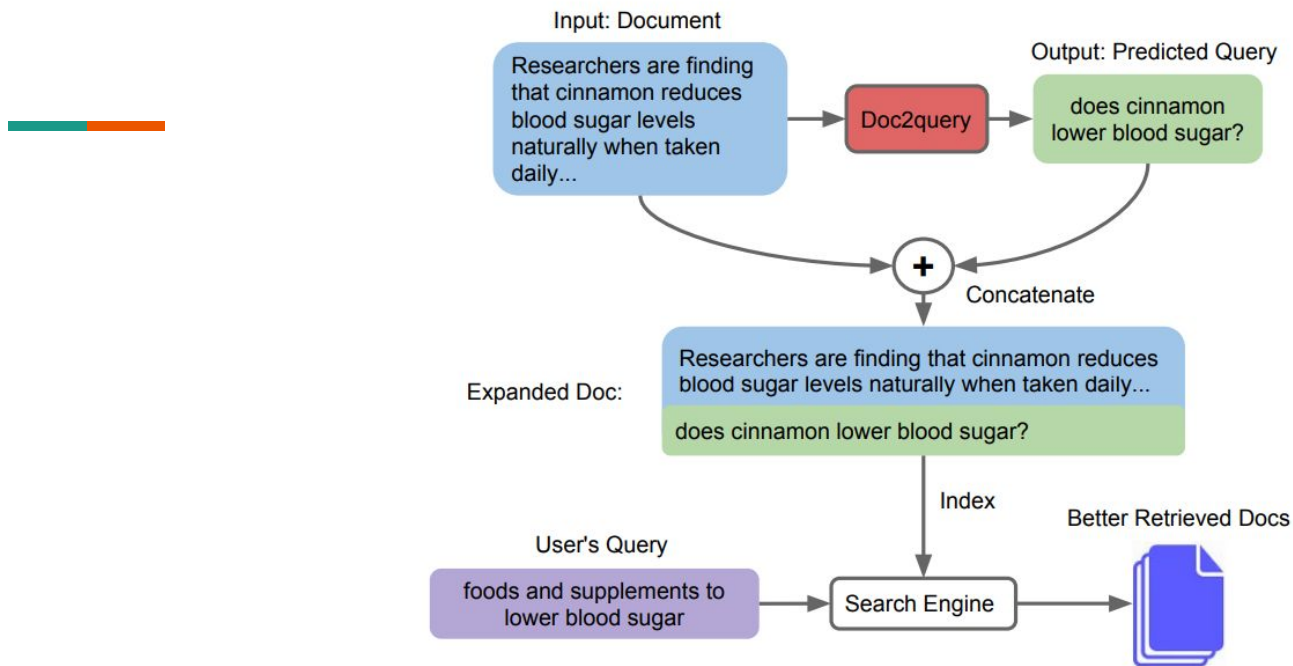 Input: Document
Researchers are finding
that cinnamon reduces
blood sugar levels
naturally when taken
daily...
Doc2query
Output: Predicted Query
does cinnamon
lower blood sugar?
+
Concatenate
Expanded Doc:
Researchers are finding that cinnamon reduces
blood sugar levels naturally when taken daily...
does cinnamon lower blood sugar?
Index
User's Query
foods and supplements to
lower blood sugar
Search Engine
Better Retrieved Docs